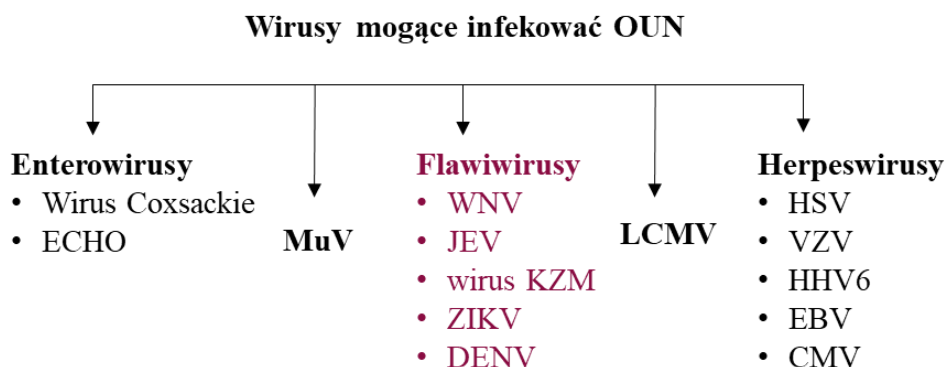 Wirusy mogące infekować OUN
Enterowirusy
• Wirus Coxsackie
• ECHO
MuV
Flawiwirusy
• WNV
• JEV
• wirus KZM
• ZIKV
• DENV
LCMV
Herpeswirusy
• HSV
• VZV
• HHV6
• EBV
• CMV